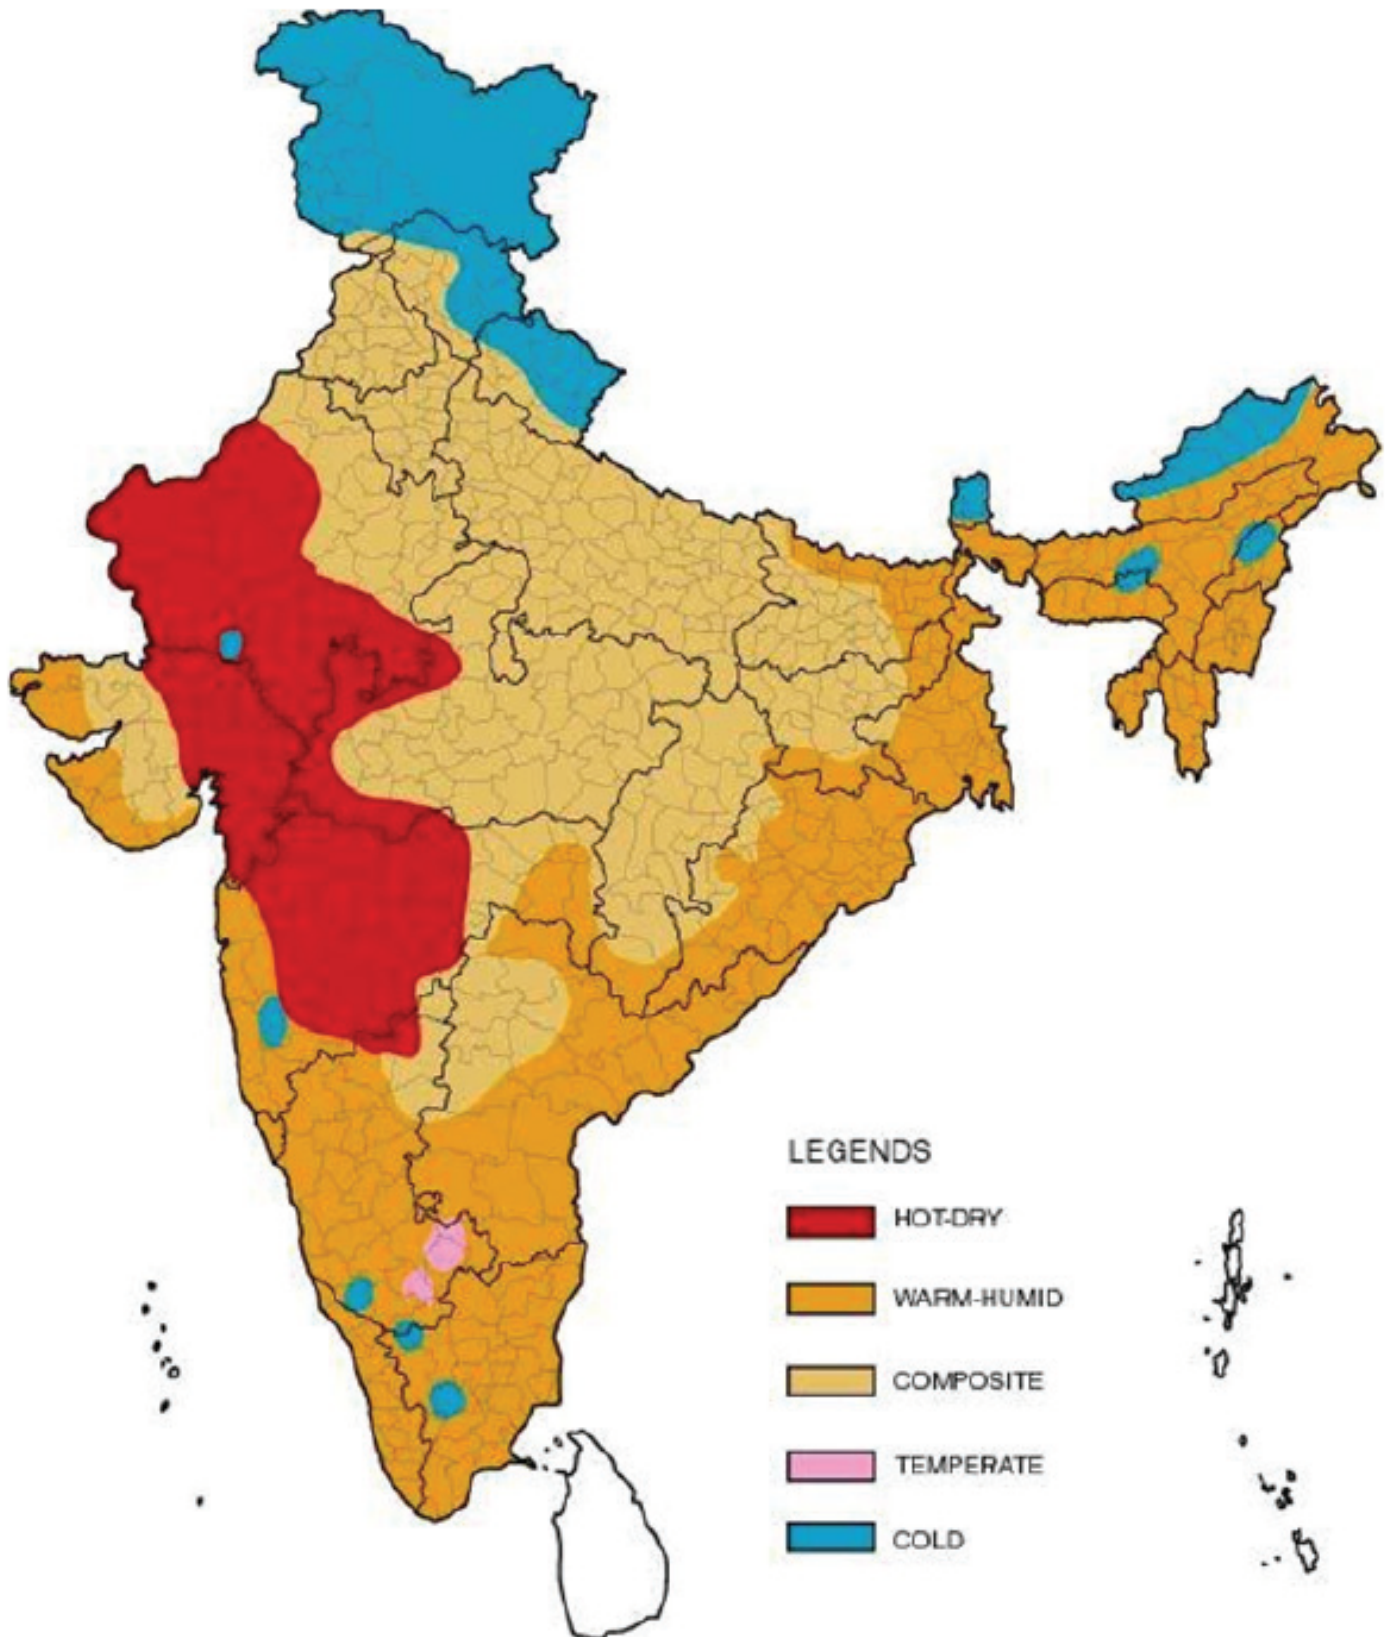 LEGENDS
HOT-DRY
WARM-HUMID
COMPOSITE
TEMPERATE
COLD